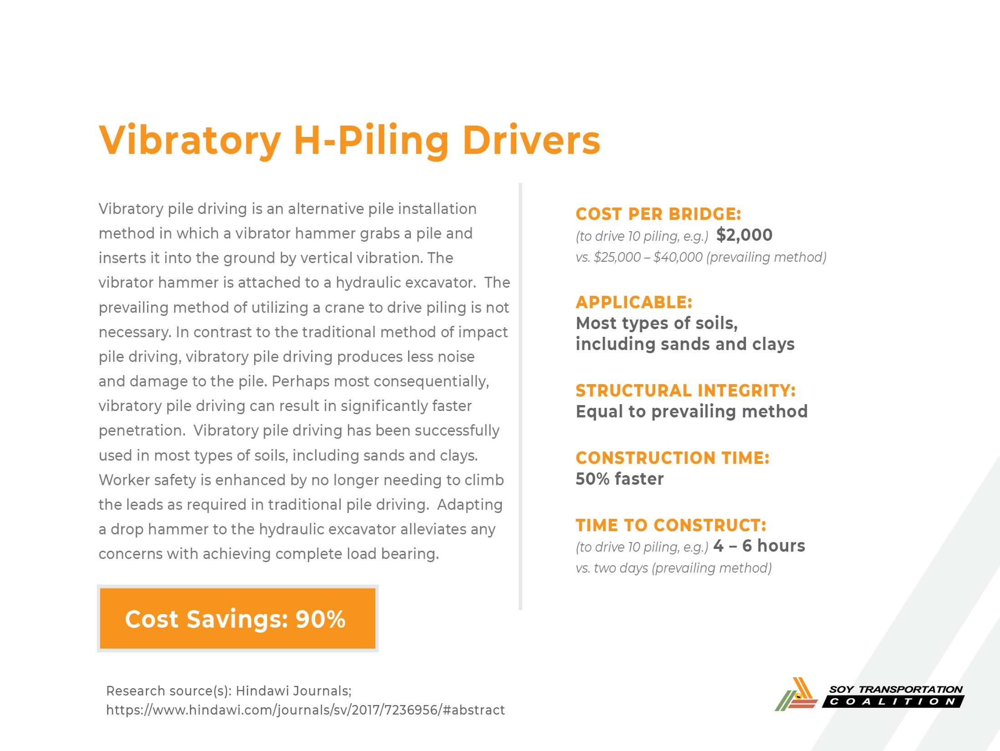 Vibratory H-Piling Drivers
Vibratory pile driving is an alternative pile installation
method in which a vibrator hammer grabs a pile and
inserts it into the ground by vertical vibration. The
vibrator hammer is attached to a hydraulic excavator.  The
prevailing method of utilizing a crane to drive piling is not
necessary. In contrast to the traditional method of impact
pile driving, vibratory pile driving produces less noise
and damage to the pile. Perhaps most consequentially,
vibratory pile driving can result in significantly faster
penetration.  Vibratory pile driving has been successfully
used in most types of soils, including sands and clays.
Worker safety is enhanced by no longer needing to climb
the leads as required in traditional pile driving.  Adapting
a drop hammer to the hydraulic excavator alleviates any
concerns with achieving complete load bearing.
Cost Savings: 90%
Research source(s): Hindawi Journals;
https://www.hindawi.com/journals/sv/2017/7236956/#abstract
COST PER BRIDGE:
(to drive 10 piling, e.g.)  $2,000
vs. $25,000 – $40,000 (prevailing method)
APPLICABLE:
Most types of soils,
including sands and clays
STRUCTURAL INTEGRITY:
Equal to prevailing method
CONSTRUCTION TIME:
50% faster
TIME TO CONSTRUCT:
(to drive 10 piling, e.g.) 4 – 6 hours
vs. two days (prevailing method)
SOY TRANSPORTATION
COALITION